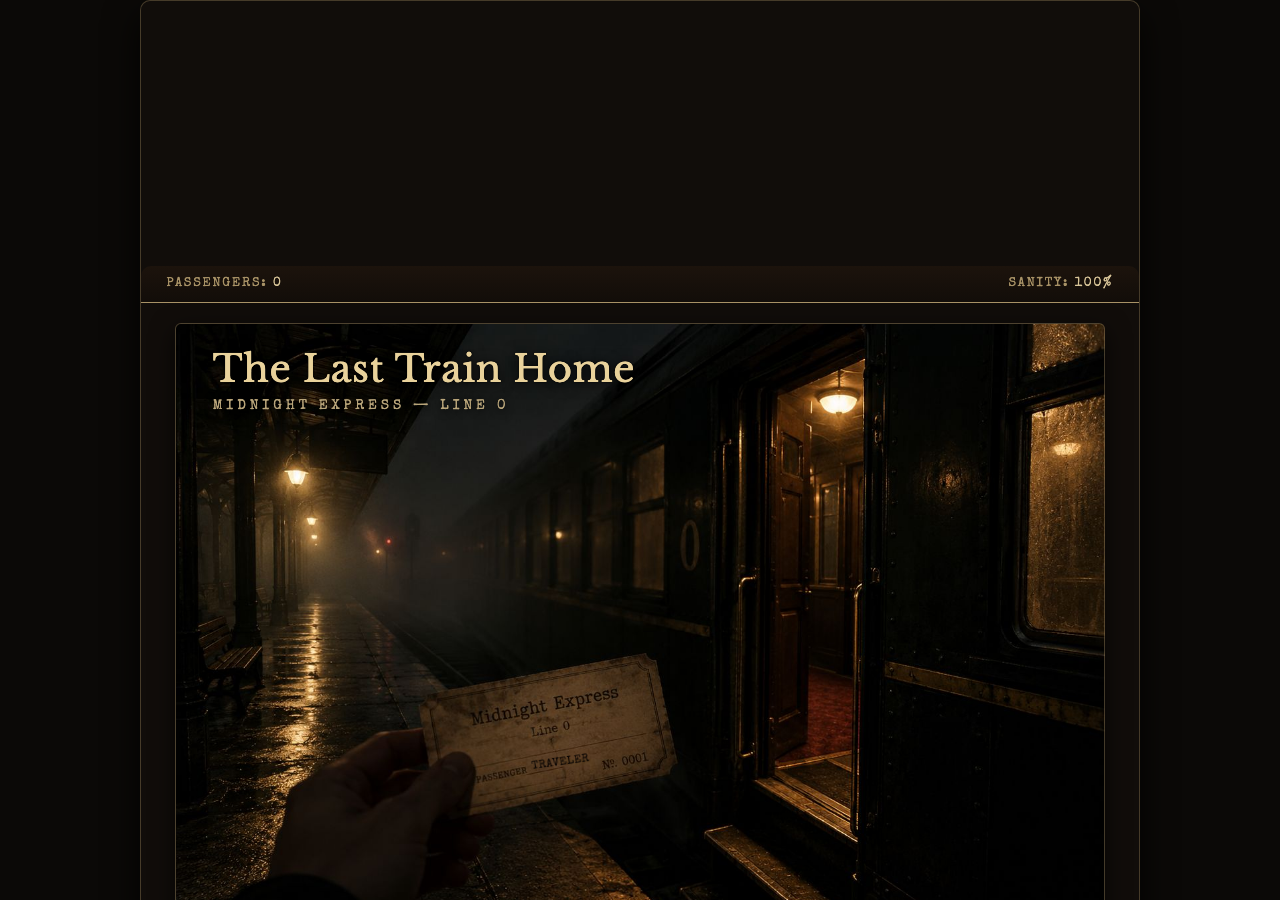 PASSENGERS: 0
SANITY: 100%
The Last Train Home
MIDNIGHT EXPRESS — LINE 0
0
Midnight Express
Line 0
PASSENGER TRAVELER Nº. 0001